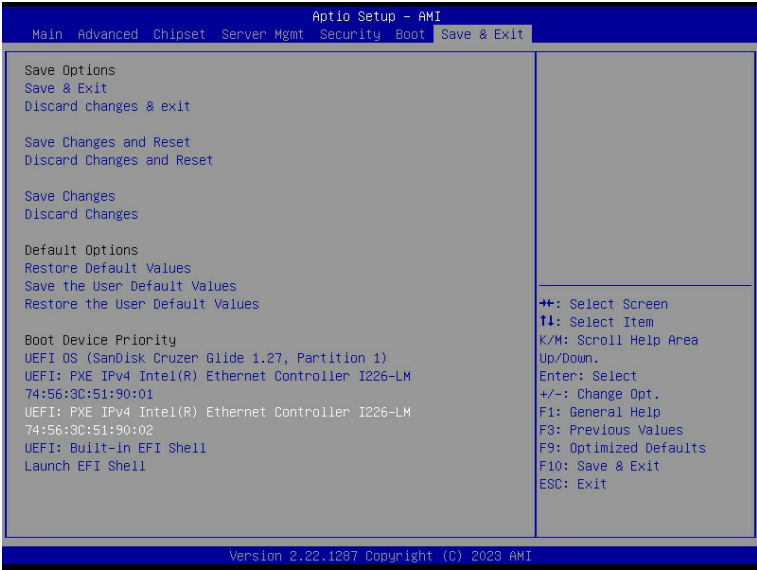 Aptio Setup – AMI
Main Advanced Chipset Server Mgmt Security Boot Save & Exit
Save Options
Save & Exit
Discard changes & exit
Save Changes and Reset
Discard Changes and Reset
Save Changes
Discard Changes
Default Options
Restore Default Values
Save the User Default Values
Restore the User Default Values
Boot Device Priority
UEFI OS (SanDisk Cruzer Glide 1.27, Partition 1)
UEFI: PXE IPv4 Intel(R) Ethernet Controller I226-LM
74:56:3C:51:90:01
UEFI: PXE IPv4 Intel(R) Ethernet Controller I226-LM
74:56:3C:51:90:02
UEFI: Built-in EFI Shell
Launch EFI Shell
→←: Select Screen
↑↓: Select Item
K/M: Scroll Help Area
Up/Down.
Enter: Select
+/-: Change Opt.
F1: General Help
F3: Previous Values
F9: Optimized Defaults
F10: Save & Exit
ESC: Exit
Version 2.22.1287 Copyright (C) 2023 AMI